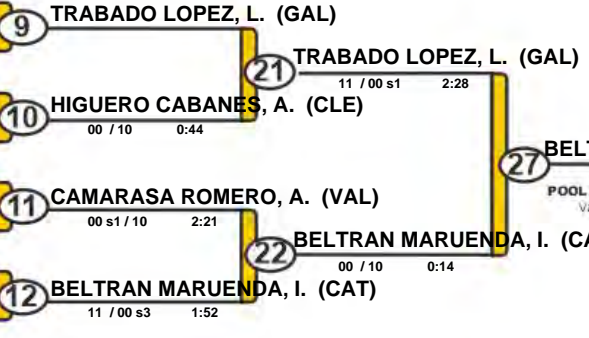 9 TRABADO LOPEZ, L. (GAL)
21 TRABADO LOPEZ, L. (GAL)
11 / 00 s1 2:28
10 HIGUERO CABANES, A. (CLE)
00 / 10 0:44
27
POOL
11 CAMARASA ROMERO, A. (VAL)
00 s1 / 10 2:21
22 BELTRAN MARUENDA, I.
00 / 10 0:14
12 BELTRAN MARUENDA, I. (CAT)
11 / 00 s3 1:52